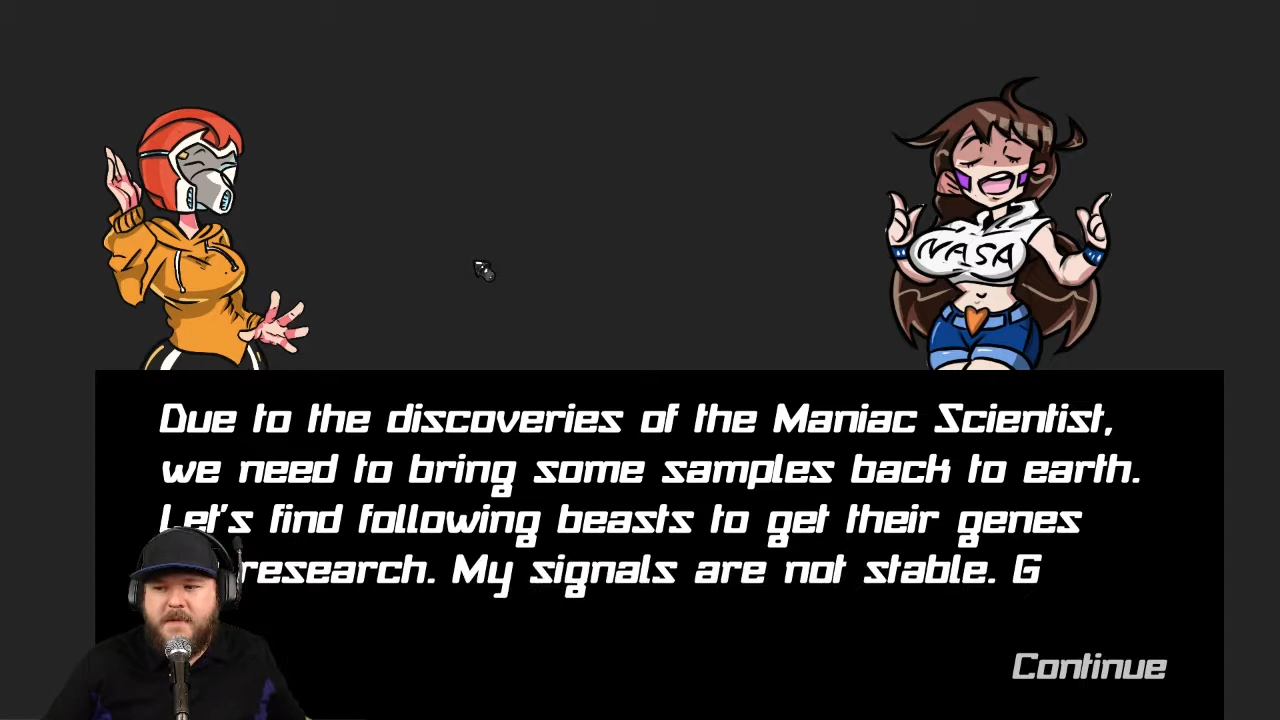 NASA
Due to the discoveries of the Maniac Scientist,
we need to bring some samples back to earth.
Let's find following beasts to get their genes
research. My signals are not stable. G
Continue